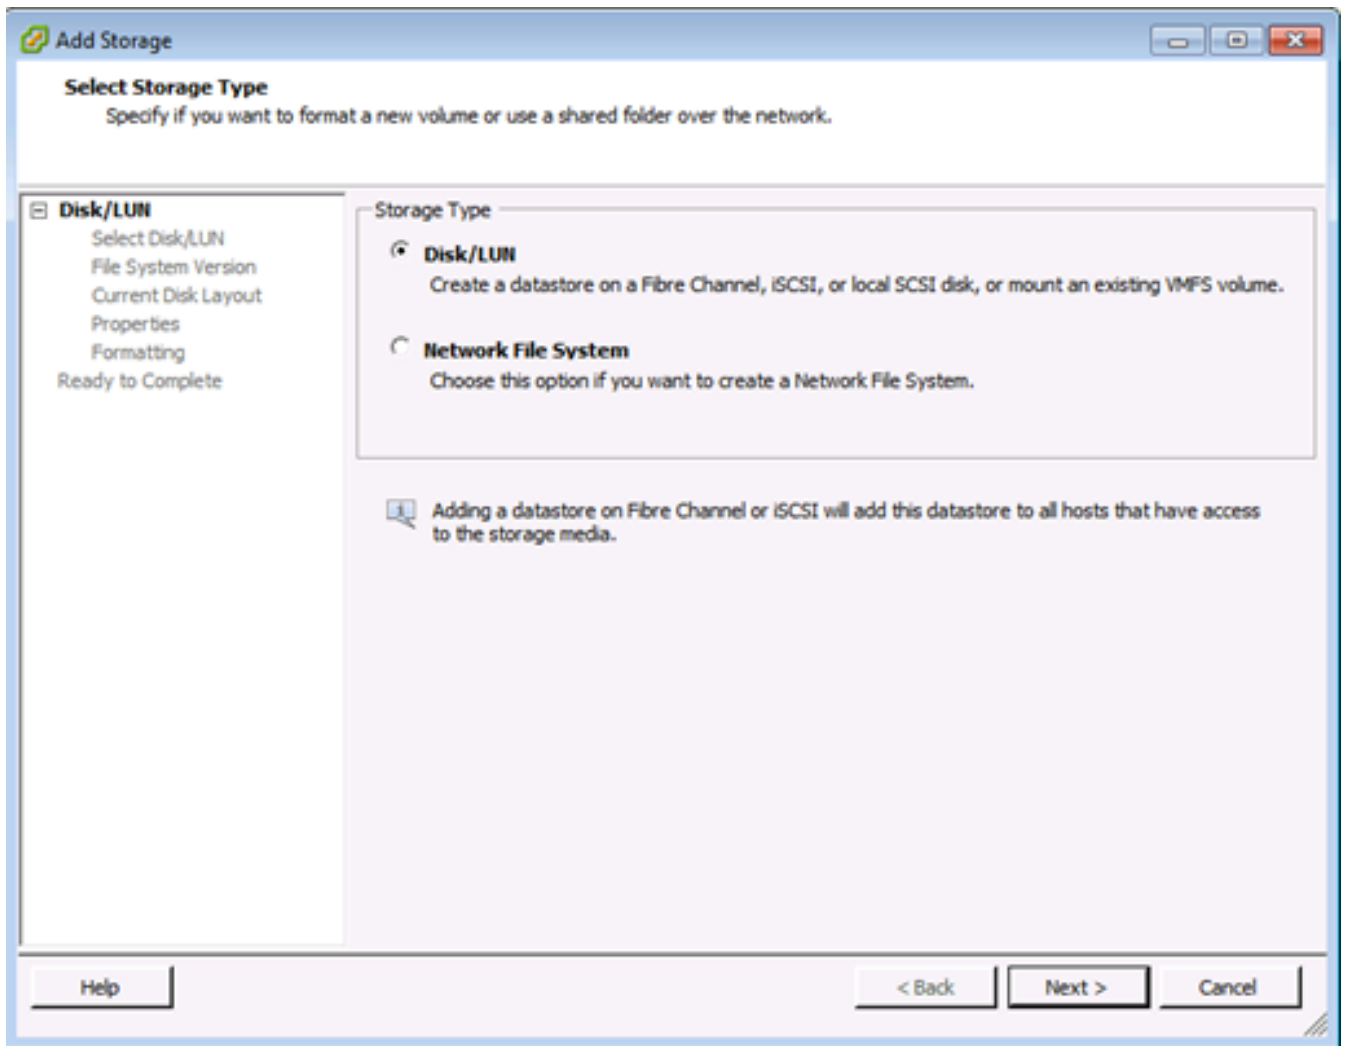 Add Storage
Select Storage Type
Specify if you want to format a new volume or use a shared folder over the network.
Disk/LUN
Select Disk/LUN
File System Version
Current Disk Layout
Properties
Formatting
Ready to Complete
Storage Type
Disk/LUN
Create a datastore on a Fibre Channel, iSCSI, or local SCSI disk, or mount an existing VMFS volume.
Network File System
Choose this option if you want to create a Network File System.
Adding a datastore on Fibre Channel or iSCSI will add this datastore to all hosts that have access
to the storage media.
Help
< Back
Next >
Cancel